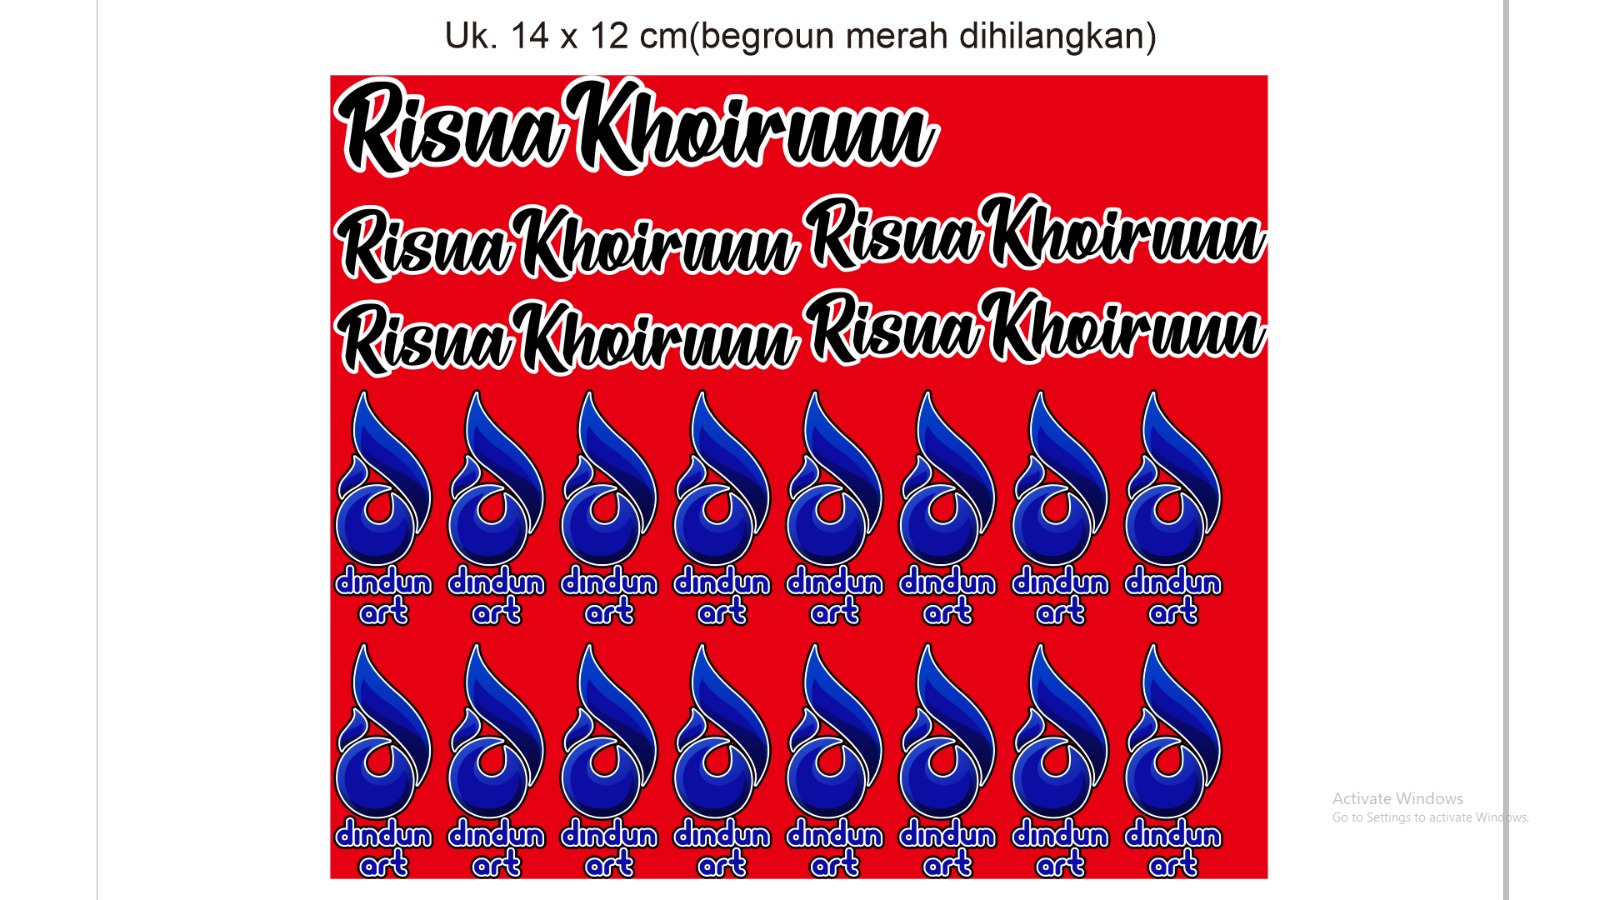 Uk. 14 x 12 cm(begroun merah dihilangkan)
Risna Khoirunn
Risna Khoirunn Risna Khoirunn
Risna Khoirunn Risna Khoirunn
dindun dindun dindun dindun dindun dindun dindun dindun
art art art art art art art art
dindun dindun dindun dindun dindun dindun dindun dindun
art art art art art art art art
Activate Windows
Go to Settings to activate Windows.